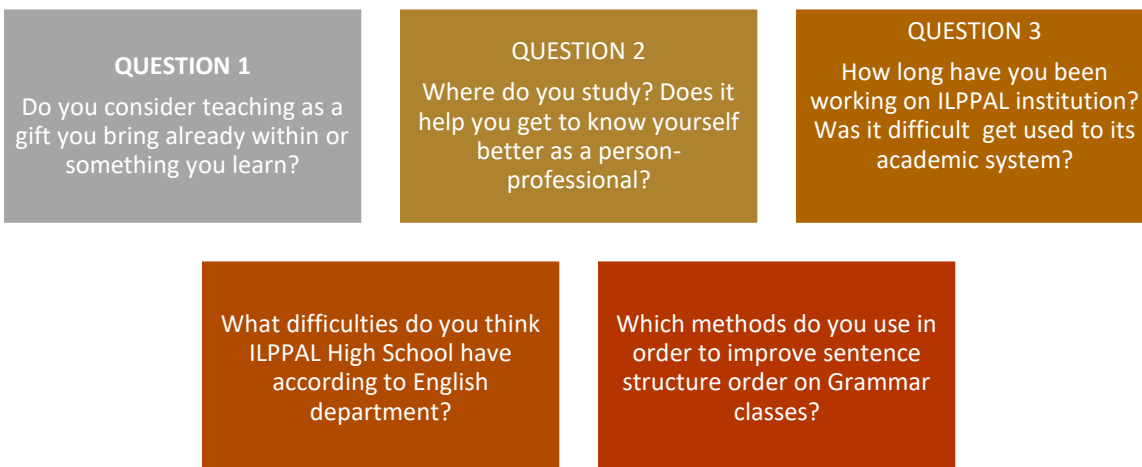 QUESTION 1
Do you consider teaching as a
gift you bring already within or
something you learn?
QUESTION 2
Where do you study? Does it
help you get to know yourself
better as a person-
professional?
QUESTION 3
How long have you been
working on ILPPAL institution?
Was it difficult get used to its
academic system?
What difficulties do you think
ILPPAL High School have
according to English
department?
Which methods do you use in
order to improve sentence
structure order on Grammar
classes?